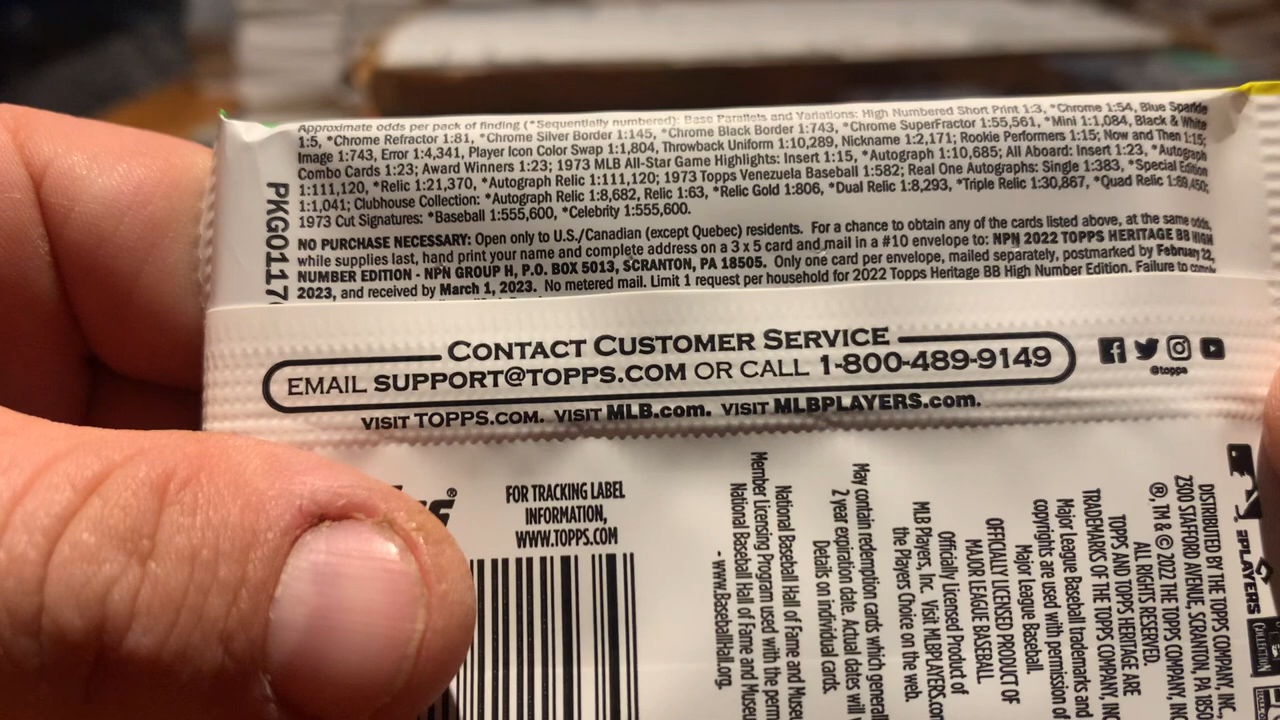 Approximate odds per pack of finding (*Sequentially numbered): Base Parallels and Variations: High Numbered Short Print 1:3, *Chrome 1:54, Blue Sparkle
1:5, *Chrome Refractor 1:81, *Chrome Silver Border 1:145, *Chrome Black Border 1:743, *Chrome SuperFractor 1:55,561, *Mini 1:1,084, Black & White
Image 1:743, Error 1:4,341, Player Icon Color Swap 1:1,804, Throwback Uniform 1:10,289, Nickname 1:2,171; Rookie Performers 1:15; Now and Then 1:15;
Combo Cards 1:23; Award Winners 1:23; 1973 MLB All-Star Game Highlights: Insert 1:15, *Autograph 1:10,685; All Aboard: Insert 1:23, *Autograph
1:111,120, *Relic 1:21,370, *Autograph Relic 1:111,120; 1973 Topps Venezuela Baseball 1:582; Real One Autographs: Single 1:383, *Special Edition
1:1,041; Clubhouse Collection: *Autograph Relic 1:8,682, Relic 1:63, *Relic Gold 1:806, *Dual Relic 1:8,293, *Triple Relic 1:30,867, *Quad Relic 1:69,450;
1973 Cut Signatures: *Baseball 1:555,600, *Celebrity 1:555,600.
NO PURCHASE NECESSARY: Open only to U.S./Canadian (except Quebec) residents. For a chance to obtain any of the cards listed above, at the same odds,
while supplies last, hand print your name and complete address on a 3 x 5 card and mail in a #10 envelope to: NPN 2022 TOPPS HERITAGE BB HIGH
NUMBER EDITION - NPN GROUP H, P.O. BOX 5013, SCRANTON, PA 18505. Only one card per envelope, mailed separately, postmarked by February 22,
2023, and received by March 1, 2023. No metered mail. Limit 1 request per household for 2022 Topps Heritage BB High Number Edition. Failure to
PKG0117
CONTACT CUSTOMER SERVICE
EMAIL SUPPORT@TOPPS.COM OR CALL 1-800-489-9149
@topps
VISIT TOPPS.COM. VISIT MLB.com. VISIT MLBPLAYERS.com.
FOR TRACKING LABEL
INFORMATION,
WWW.TOPPS.COM
DISTRIBUTED BY THE TOPPS COMPANY, INC.
2300 STAFFORD AVENUE, SCRANTON, PA
®, TM & © 2022 THE TOPPS COMPANY,
ALL RIGHTS RESERVED.
TOPPS AND TOPPS HERITAGE ARE
TRADEMARKS OF THE TOPPS COMPANY,
Major League Baseball trademarks and
copyrights are used with permission of
Major League Baseball.
OFFICIALLY LICENSED PRODUCT OF
MAJOR LEAGUE BASEBALL
Officially Licensed Product of
MLB Players, Inc. Visit MLBPLAYERS.com
the Players Choice on the web.
May contain redemption cards which
2 year expiration date. Actual dates will
Details on individual cards.
National Baseball Hall of Fame and
Member Licensing Program used with the
National Baseball Hall of Fame and
- www.BaseballHall.org.
PLAYERS